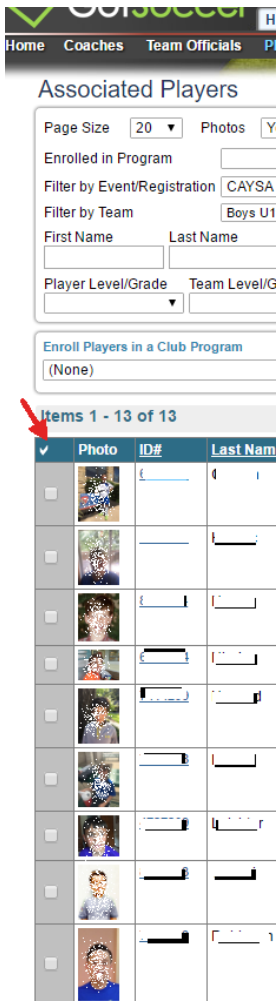 GotSoccer
H
Home Coaches Team Officials Pl
Associated Players
Page Size 20 Photos Y
Enrolled in Program
Filter by Event/Registration CAYSA
Filter by Team Boys U1
First Name Last Name
Player Level/Grade Team Level/G
Enroll Players in a Club Program
(None)
Items 1 - 13 of 13
Photo ID# Last Nam